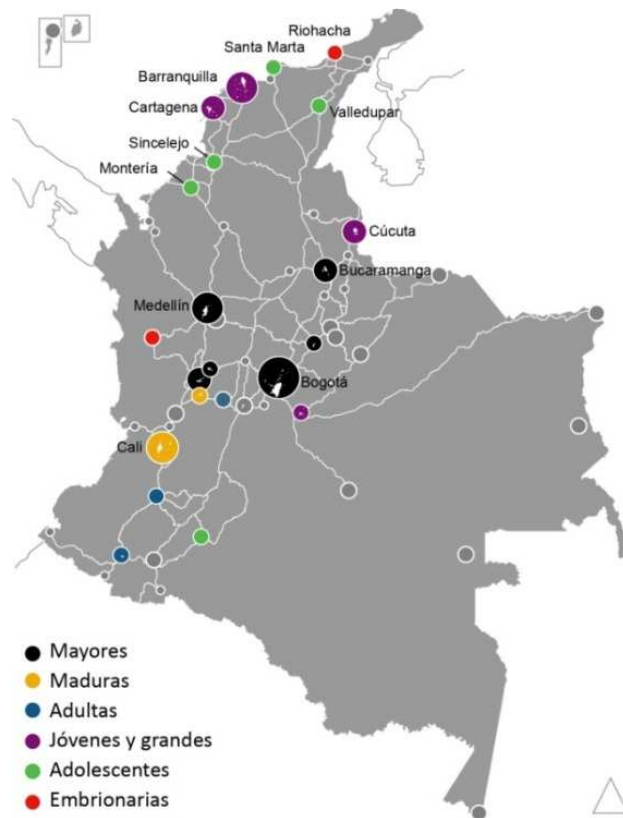 Riohacha
Santa Marta
Barranquilla
Cartagena
Valledupar
Sincelejo
Montería
Cúcuta
Bucaramanga
Medellín
Bogotá
Cali
Mayores
Maduras
Adultas
Jóvenes y grandes
Adolescentes
Embrionarias